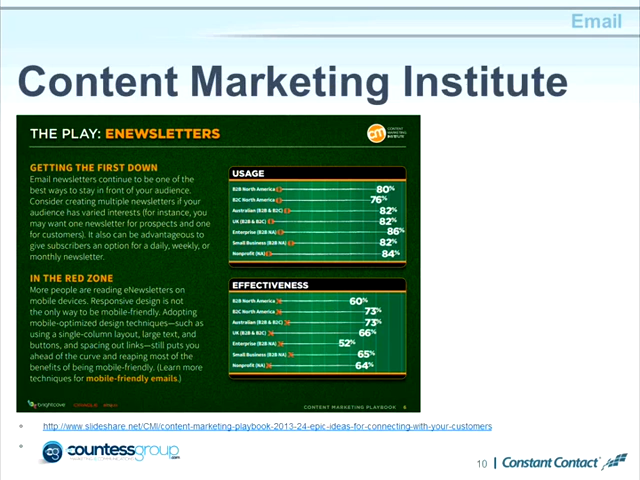 Email
Content Marketing Institute
THE PLAY: ENEWSLETTERS
CONTENT
MARKETING
INSTITUTE
GETTING THE FIRST DOWN
Email newsletters continue to be one of the
best ways to stay in front of your audience.
Consider creating multiple newsletters if your
audience has varied interests (for instance, you
may want one newsletter for prospects and one
for customers). It also can be advantageous to
give subscribers an option for a daily, weekly, or
monthly newsletter.
IN THE RED ZONE
More people are reading eNewsletters on
mobile devices. Responsive design is not
the only way to be mobile-friendly. Adopting
mobile-optimized design techniques—such as
using a single-column layout, large text, and
buttons, and spacing out links—still puts you
ahead of the curve and reaping most of the
benefits of being mobile-friendly. (Learn more
techniques for mobile-friendly emails.)
USAGE
B2B North America 80%
B2C North America 76%
Australian (B2B & B2C) 82%
UK (B2B & B2C) 82%
Enterprise (B2B NA) 86%
Small Business (B2B NA) 82%
Nonprofit (NA) 84%
EFFECTIVENESS
B2B North America 60%
B2C North America 73%
Australian (B2B & B2C) 73%
UK (B2B & B2C) 66%
Enterprise (B2B NA) 52%
Small Business (B2B NA) 65%
Nonprofit (NA) 64%
brightcove
CONTENT MARKETING PLAYBOOK 6
http://www.slideshare.net/CMI/content-marketing-playbook-2013-24-epic-ideas-for-connecting-with-your-customers
cg countessgroup
.com
10 | Constant Contact